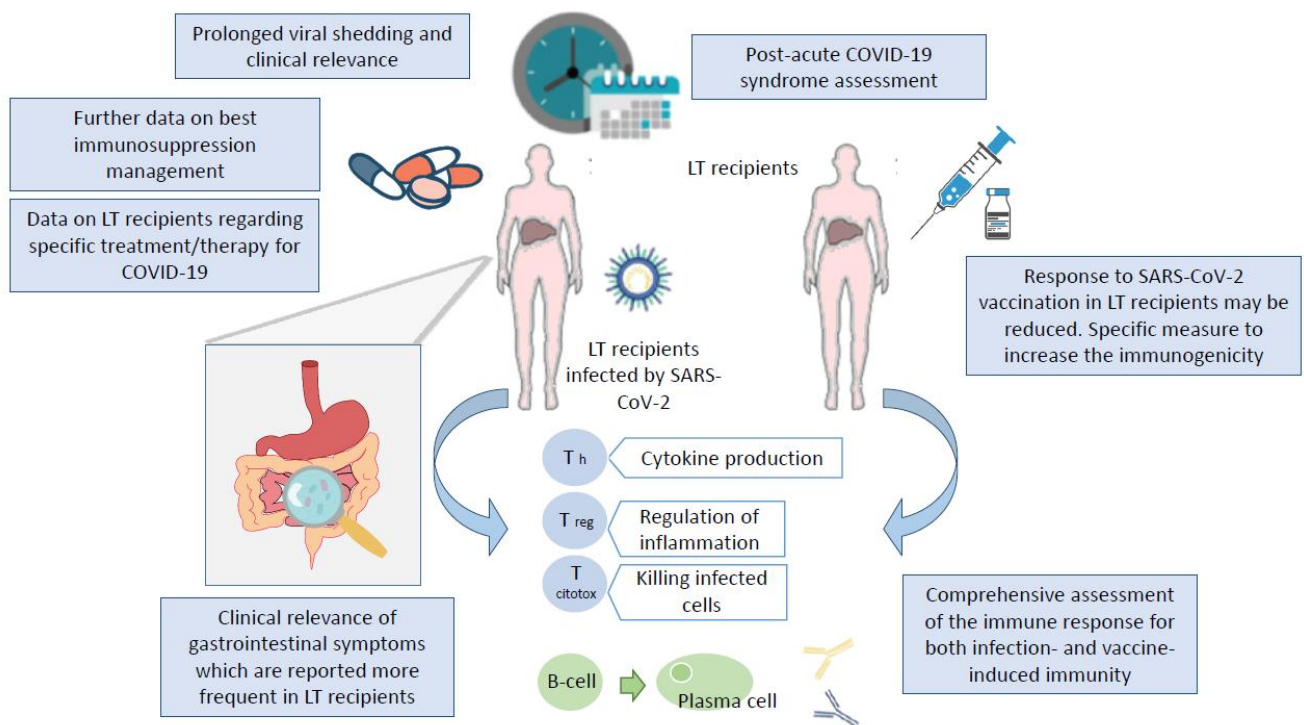 Prolonged viral shedding and
clinical relevance
Post-acute COVID-19
syndrome assessment
Further data on best
immunosuppression
management
Data on LT recipients regarding
specific treatment/therapy for
COVID-19
LT recipients
Response to SARS-CoV-2
vaccination in LT recipients may be
reduced. Specific measure to
increase the immunogenicity
LT recipients
infected by SARS-
CoV-2
T h
Cytokine production
T reg
Regulation of
inflammation
T
citotox
Killing infected
cells
Clinical relevance of
gastrointestinal symptoms
which are reported more
frequent in LT recipients
Comprehensive assessment
of the immune response for
both infection- and vaccine-
induced immunity
B-cell
Plasma cell